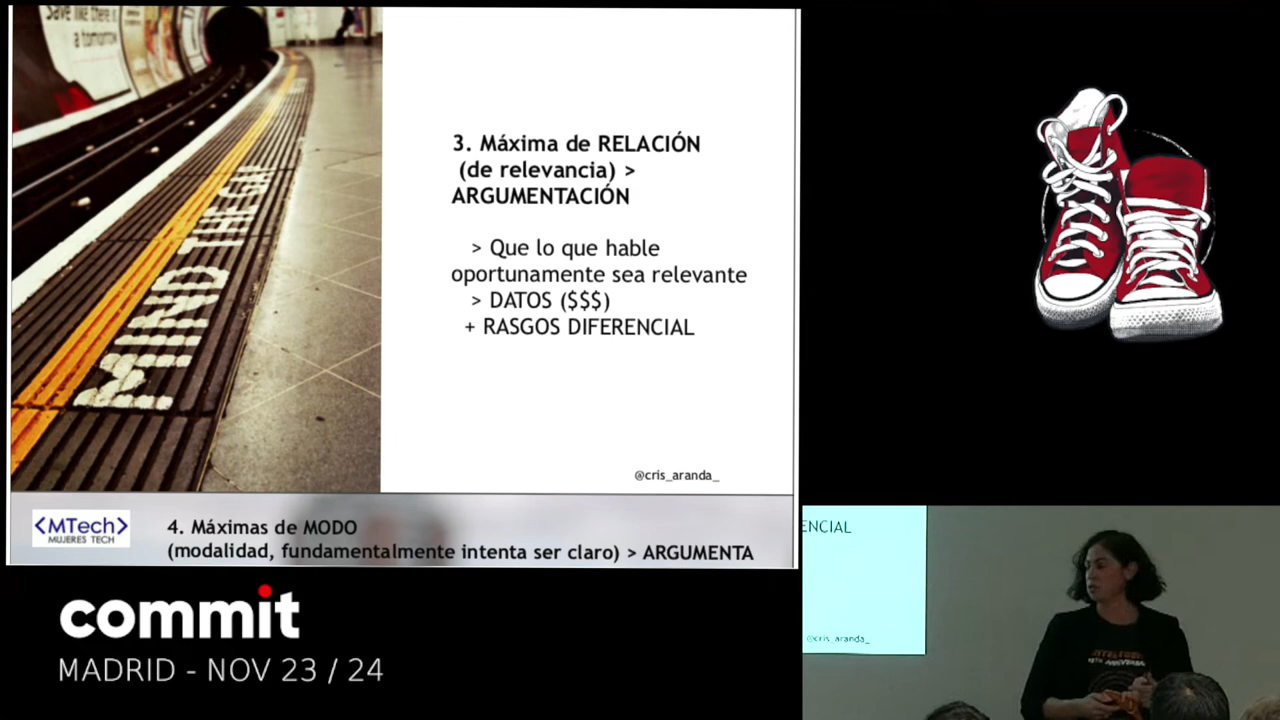 Save like there is
a tomorrow
MIND THE GAP
3. Máxima de RELACIÓN
(de relevancia) >
ARGUMENTACIÓN
> Que lo que hable
oportunamente sea relevante
> DATOS ($$$)
+ RASGOS DIFERENCIAL
@cris_aranda_
<MTech>
MUJERES TECH
4. Máximas de MODO
(modalidad, fundamentalmente intenta ser claro) > ARGUMENTA
commit
MADRID - NOV 23 / 24
ENCIAL
@cris_aranda_